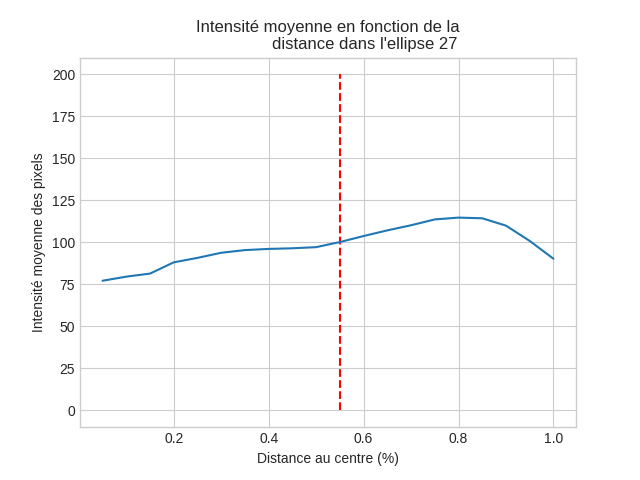 Intensité moyenne en fonction de la
distance dans l'ellipse 27
Intensité moyenne des pixels
200
175
150
125
100
75
50
25
0
0.2 0.4 0.6 0.8 1.0
Distance au centre (%)